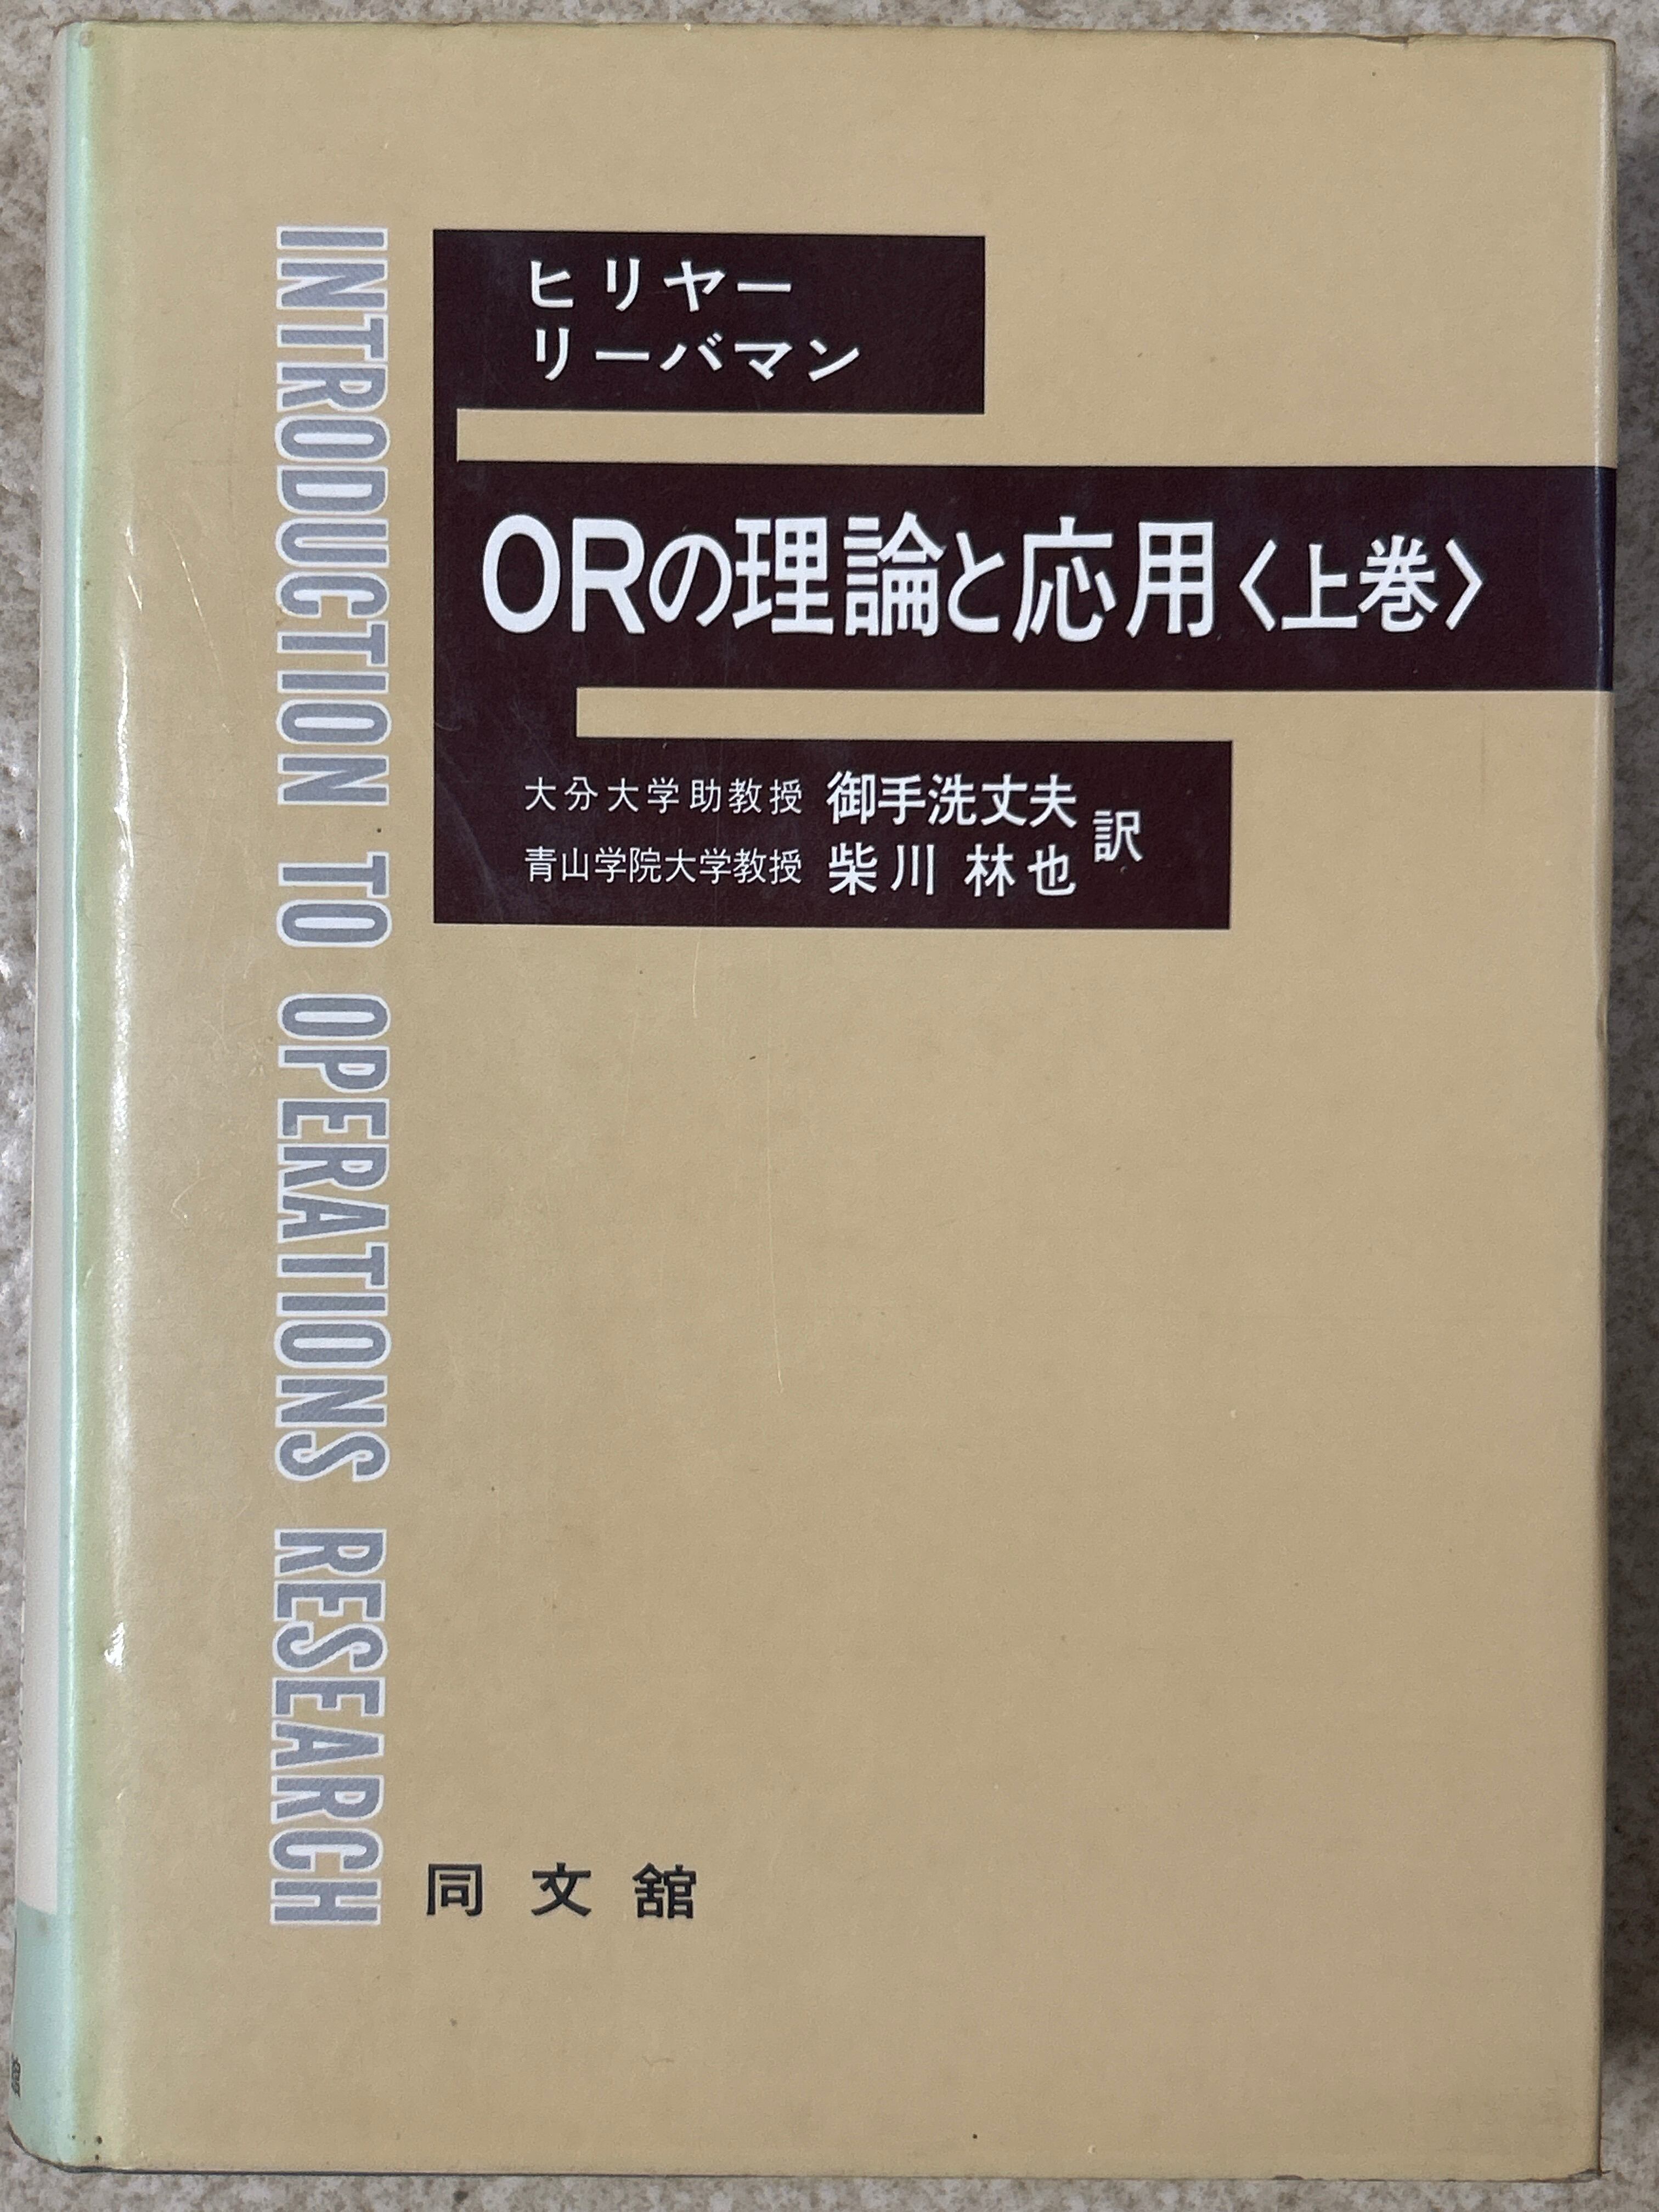 ヒリヤー
リーバマン
ORの理論と応用〈上巻〉
大分大学助教授 御手洗丈夫
青山学院大学教授 柴川 林也
訳
INTRODUCTION TO OPERATIONS RESEARCH
同文舘